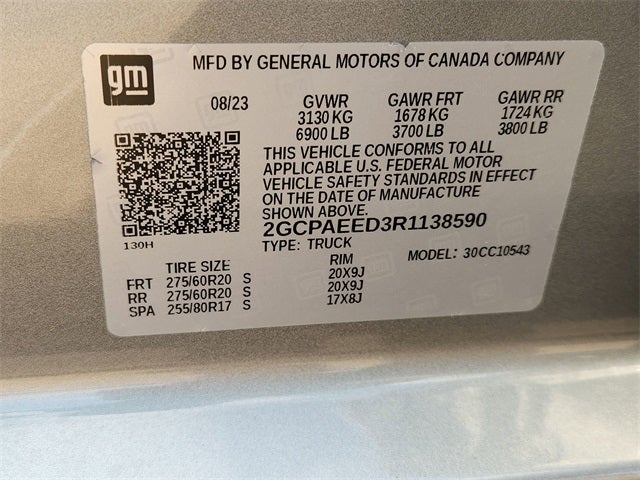 gm
MFD BY GENERAL MOTORS OF CANADA COMPANY
08/23 GVWR GAWR FRT GAWR RR
3130 KG 1678 KG 1724 KG
6900 LB 3700 LB 3800 LB
THIS VEHICLE CONFORMS TO ALL
APPLICABLE U.S. FEDERAL MOTOR
VEHICLE SAFETY STANDARDS IN EFFECT
ON THE DATE OF MANUFACTURE
SHOWN ABOVE.
2GCPAEED3R1138590
130H
TYPE: TRUCK MODEL: 30CC10543
TIRE SIZE RIM
FRT 275/60R20 S 20X9J
RR 275/60R20 S 20X9J
SPA 255/80R17 S 17X8J